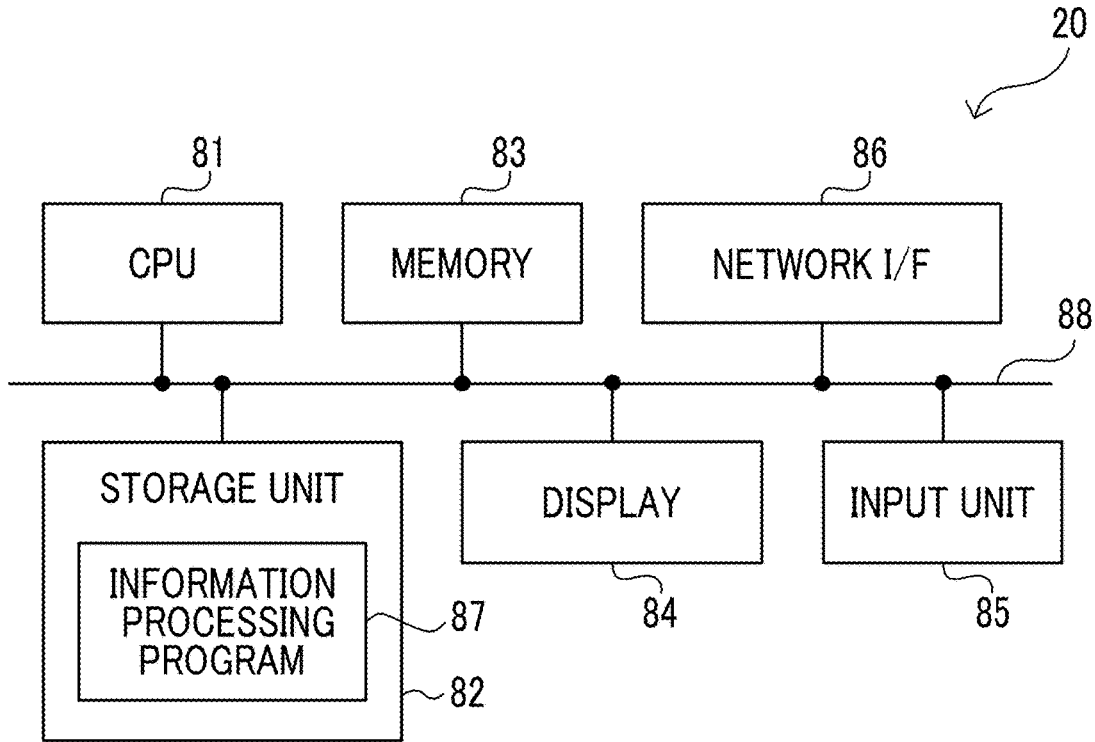 20
81
83
86
CPU
MEMORY
NETWORK I/F
88
STORAGE UNIT
DISPLAY
INPUT UNIT
INFORMATION
PROCESSING
PROGRAM
87
84
85
82